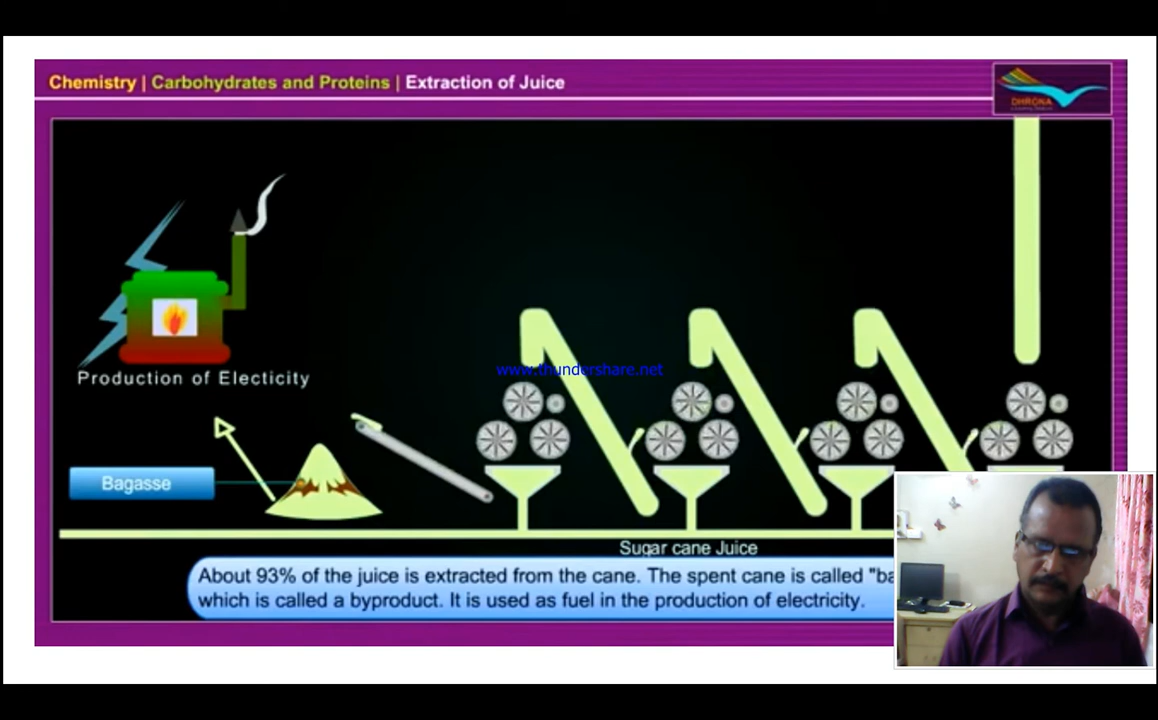 Chemistry | Carbohydrates and Proteins | Extraction of Juice
DHRONA
www.thundershare.net
Production of Electicity
Bagasse
Sugar cane Juice
About 93% of the juice is extracted from the cane. The spent cane is called "ba
which is called a byproduct. It is used as fuel in the production of electricity.